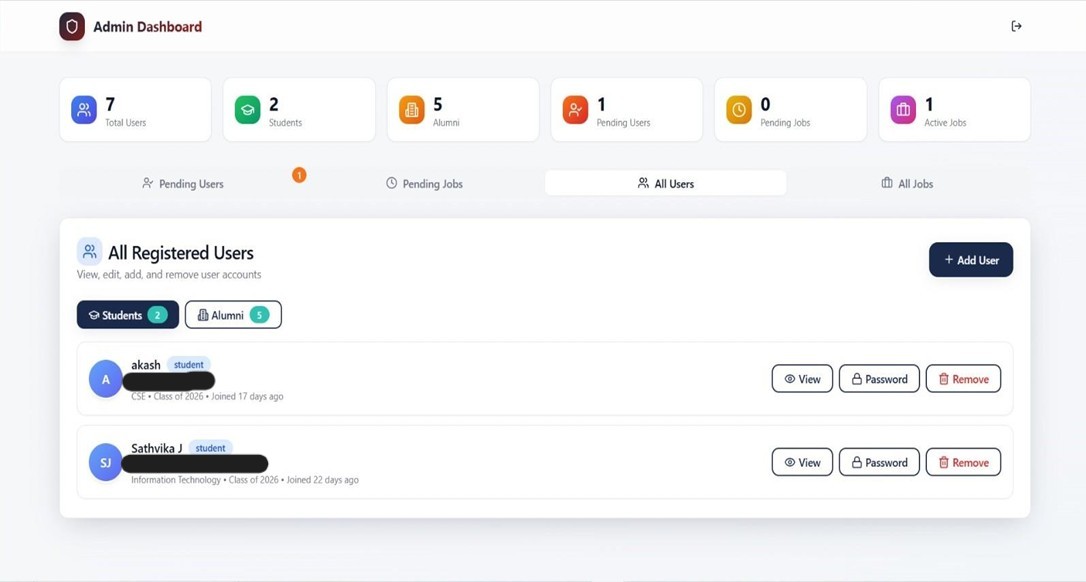 Admin Dashboard
7
Total Users
2
Students
5
Alumni
1
Pending Users
0
Pending Jobs
1
Active Jobs
Pending Users 1
Pending Jobs
All Users
All Jobs
All Registered Users
View, edit, add, and remove user accounts
+ Add User
Students 2
Alumni 5
A
akash student
CSE • Class of 2026 • Joined 17 days ago
View
Password
Remove
SJ
Sathvika J student
Information Technology • Class of 2026 • Joined 22 days ago
View
Password
Remove